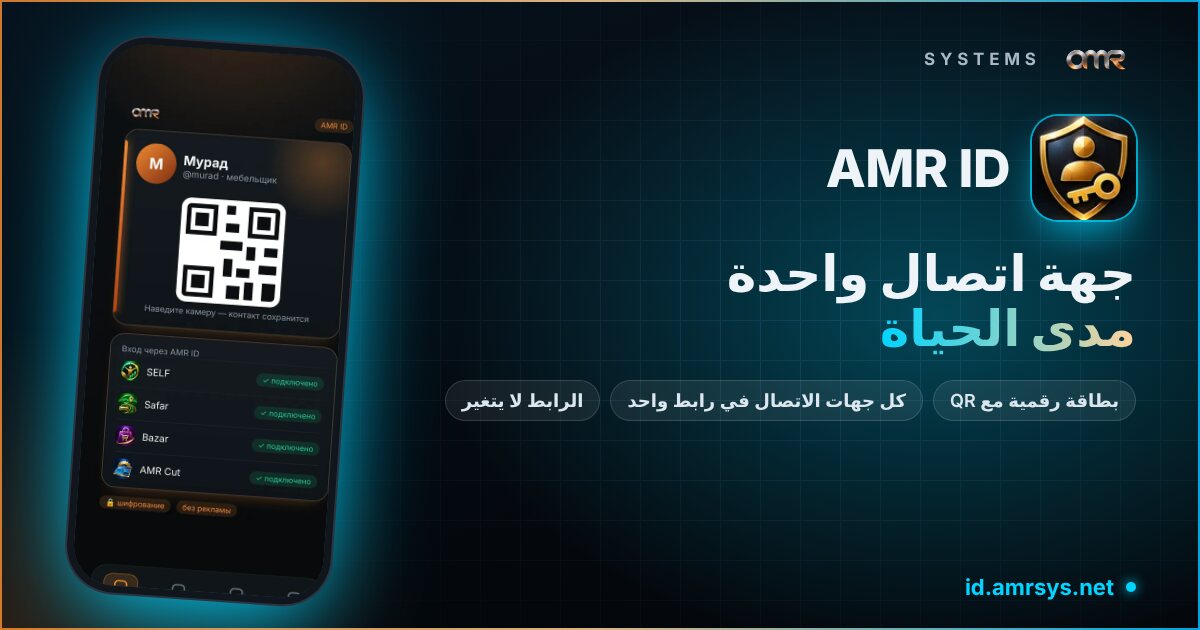 amr
AMR ID
M
Мурад
@murad · мебельщик
Наведите камеру — контакт сохранится
Вход через AMR ID
SELF
✓ подключено
Safar
✓ подключено
Bazar
✓ подключено
AMR Cut
✓ подключено
шифрование
без рекламы
SYSTEMS amr
AMR ID
جهة اتصال واحدة
مدى الحياة
بطاقة رقمية مع QR
كل جهات الاتصال في رابط واحد
الرابط لا يتغير
id.amrsys.net